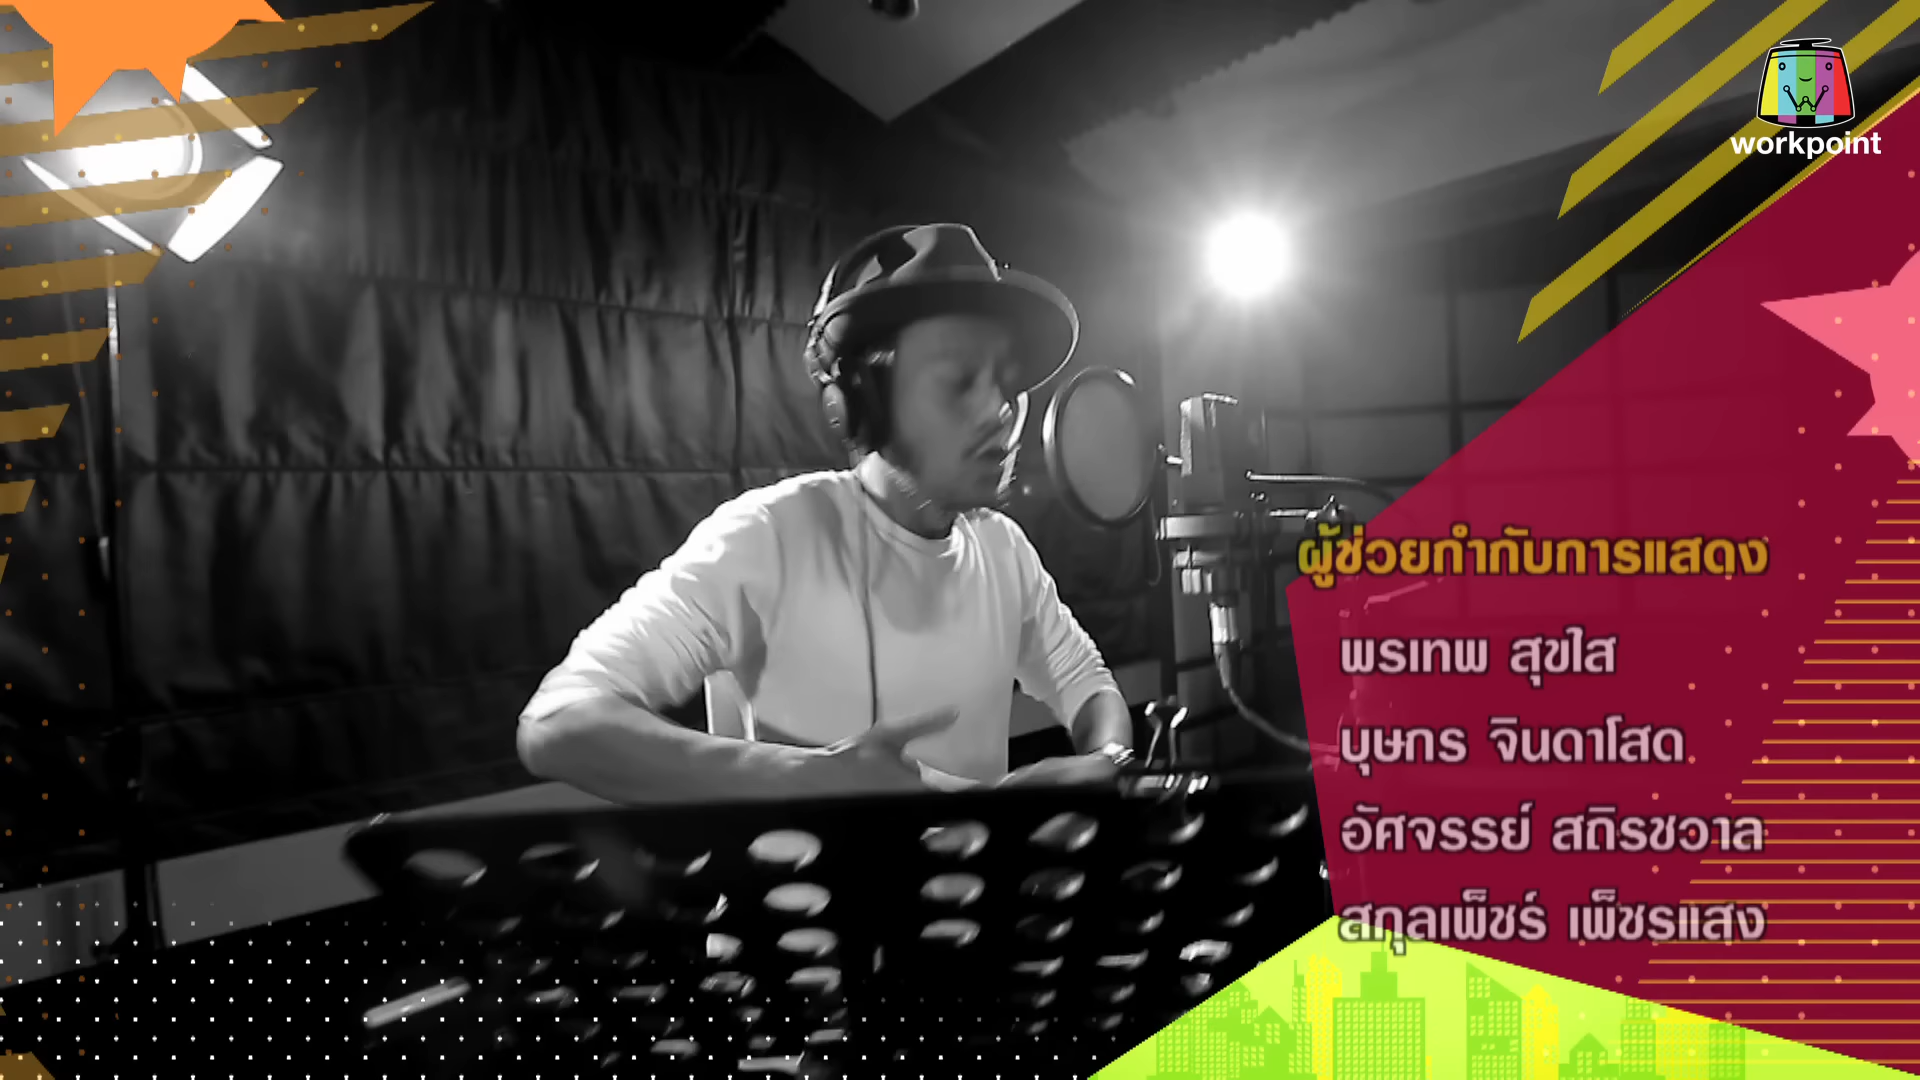 workpoint
ผู้ช่วยกำกับการแสดง
พรเทพ สุขใส
บุษกร จินดาโสด
อัศจรรย์ สถิรชวาล
สกุลเพ็ชร์ เพ็ชรแสง